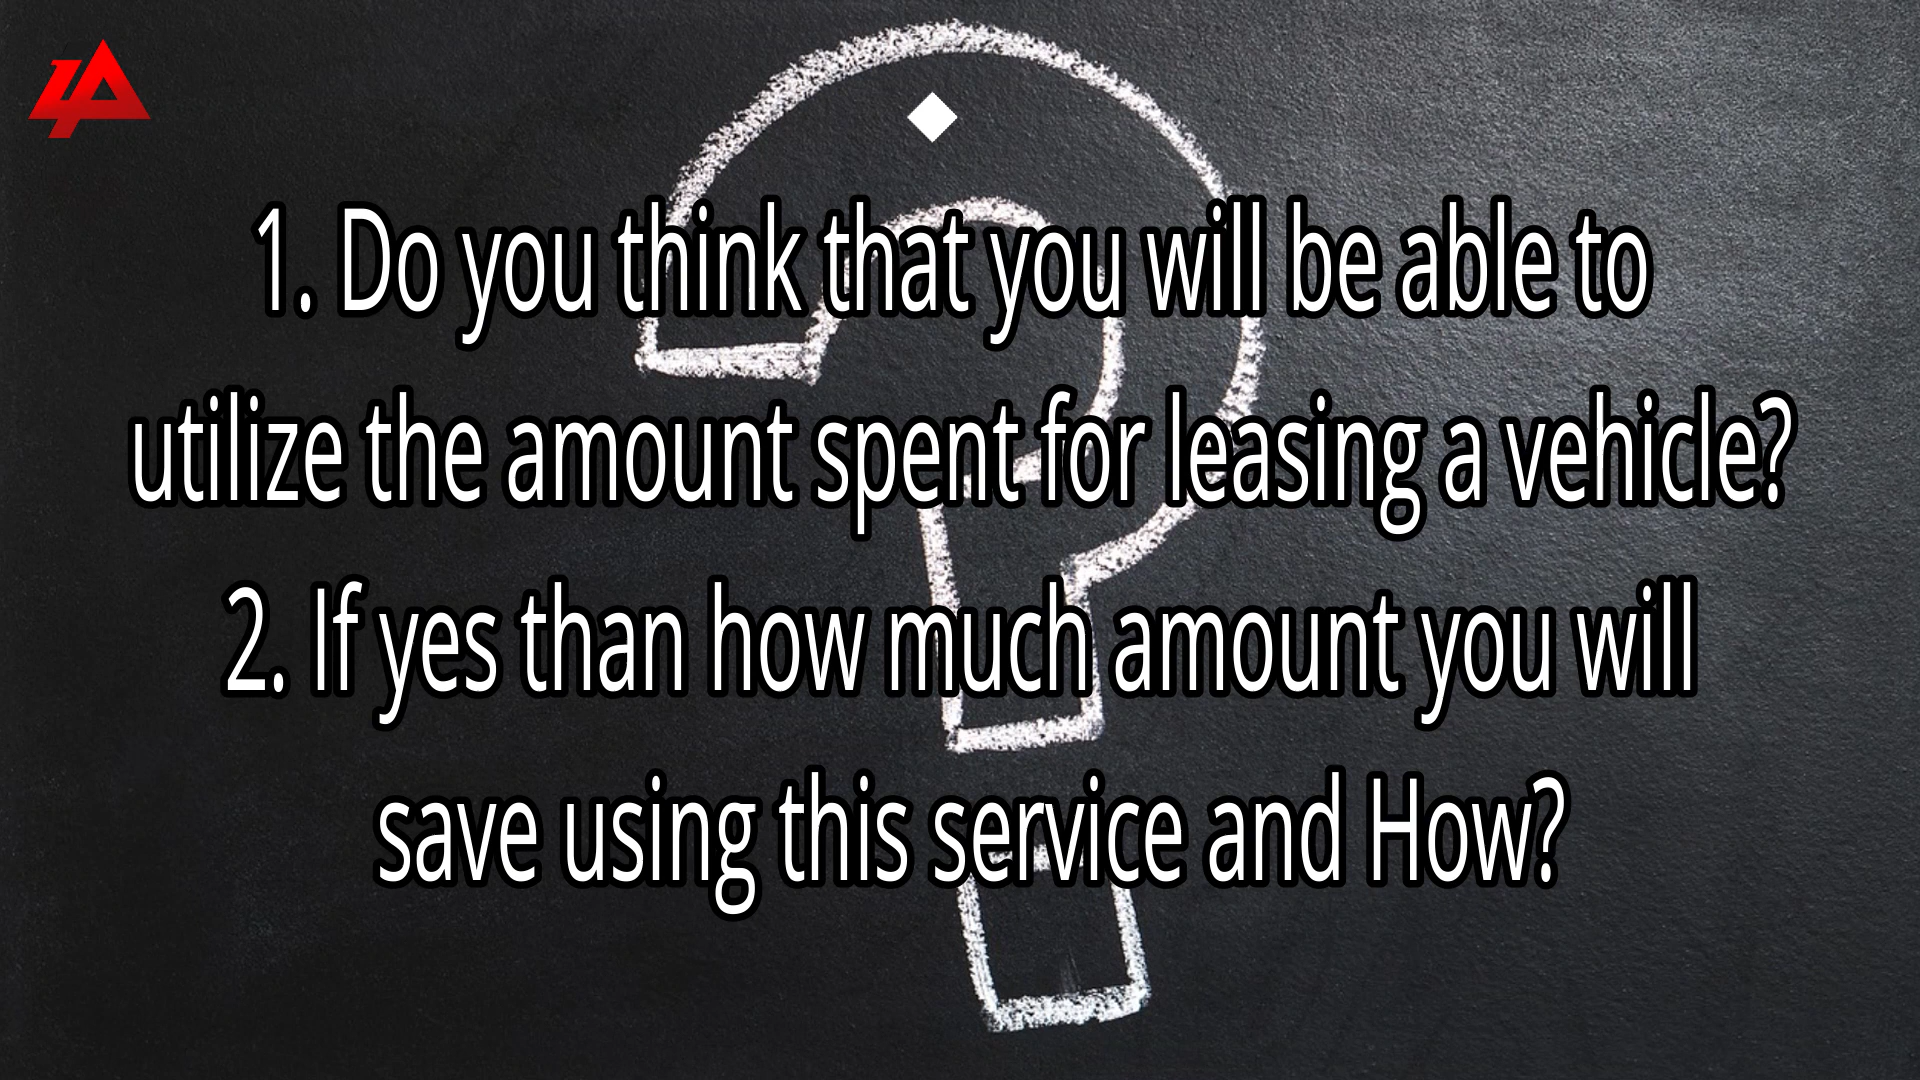 1. Do you think that you will be able to
utilize the amount spent for leasing a vehicle?
2. If yes than how much amount you will
save using this service and How?